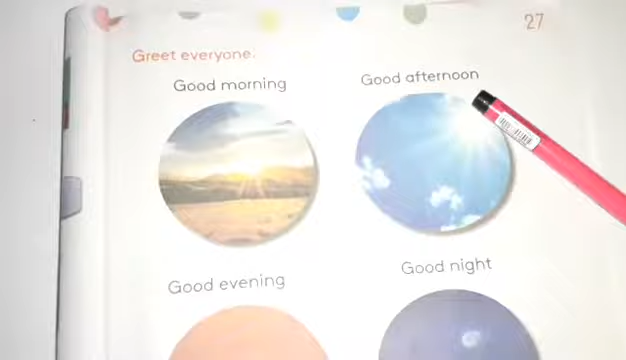 27
Greet everyone.
Good morning
Good afternoon
Good evening
Good night